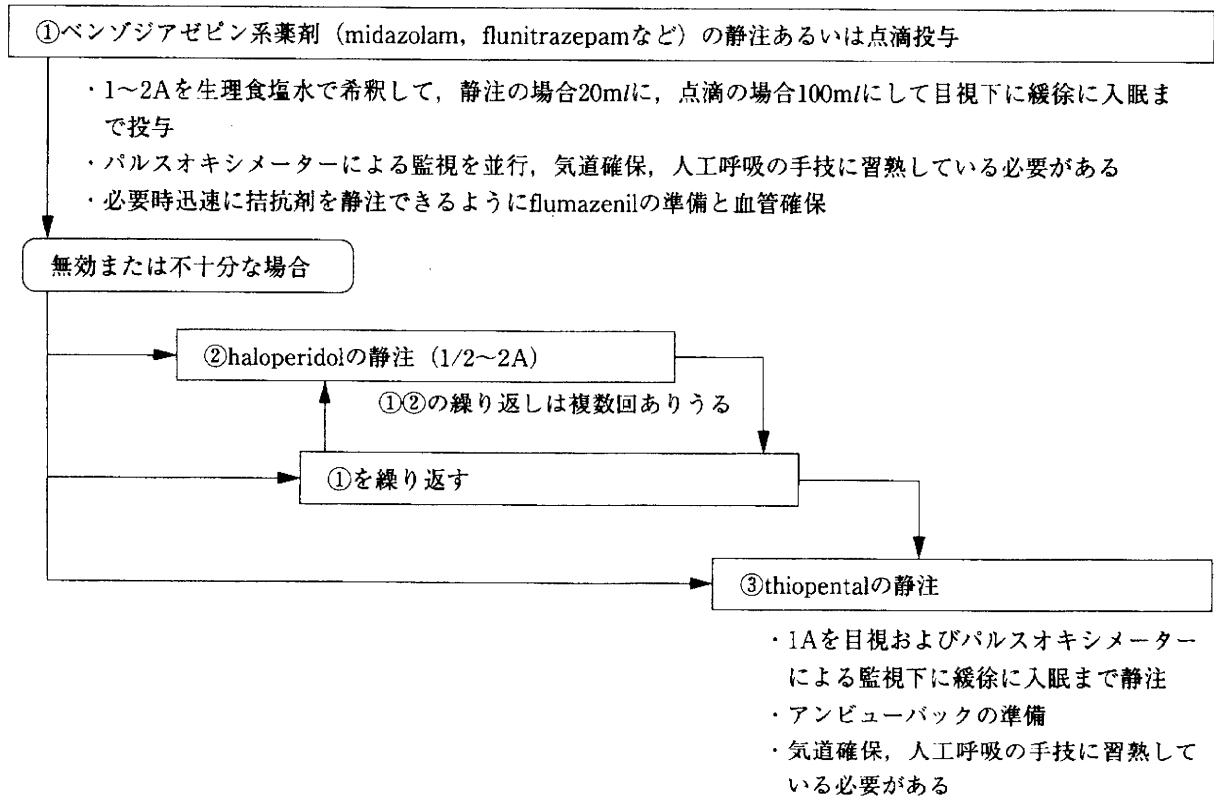 ①ベンゾジアゼピン系薬剤（midazolam，flunitrazepamなど）の静注あるいは点滴投与
・1～2Aを生理食塩水で希釈して，静注の場合20mlに，点滴の場合100mlにして目視下に緩徐に入眠ま
で投与
・パルスオキシメーターによる監視を並行，気道確保，人工呼吸の手技に習熟している必要がある
・必要時迅速に拮抗剤を静注できるようにflumazenilの準備と血管確保
無効または不十分な場合
②haloperidolの静注（1/2～2A）
①②の繰り返しは複数回ありうる
①を繰り返す
③thiopentalの静注
・1Aを目視およびパルスオキシメーター
による監視下に緩徐に入眠まで静注
・アンビューバックの準備
・気道確保，人工呼吸の手技に習熟して
いる必要がある